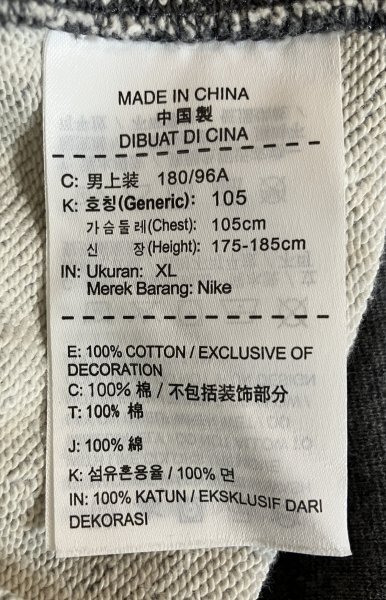 MADE IN CHINA
中国製
DIBUAT DI CINA
C: 男上装 180/96A
K: 호칭(Generic): 105
가슴둘레(Chest): 105cm
신 장(Height): 175-185cm
IN: Ukuran: XL
Merek Barang: Nike
E: 100% COTTON / EXCLUSIVE OF
DECORATION
C: 100% 棉 / 不包括装饰部分
T: 100% 棉
J: 100% 綿
K: 섬유혼용율 / 100% 면
IN: 100% KATUN / EKSKLUSIF DARI
DEKORASI